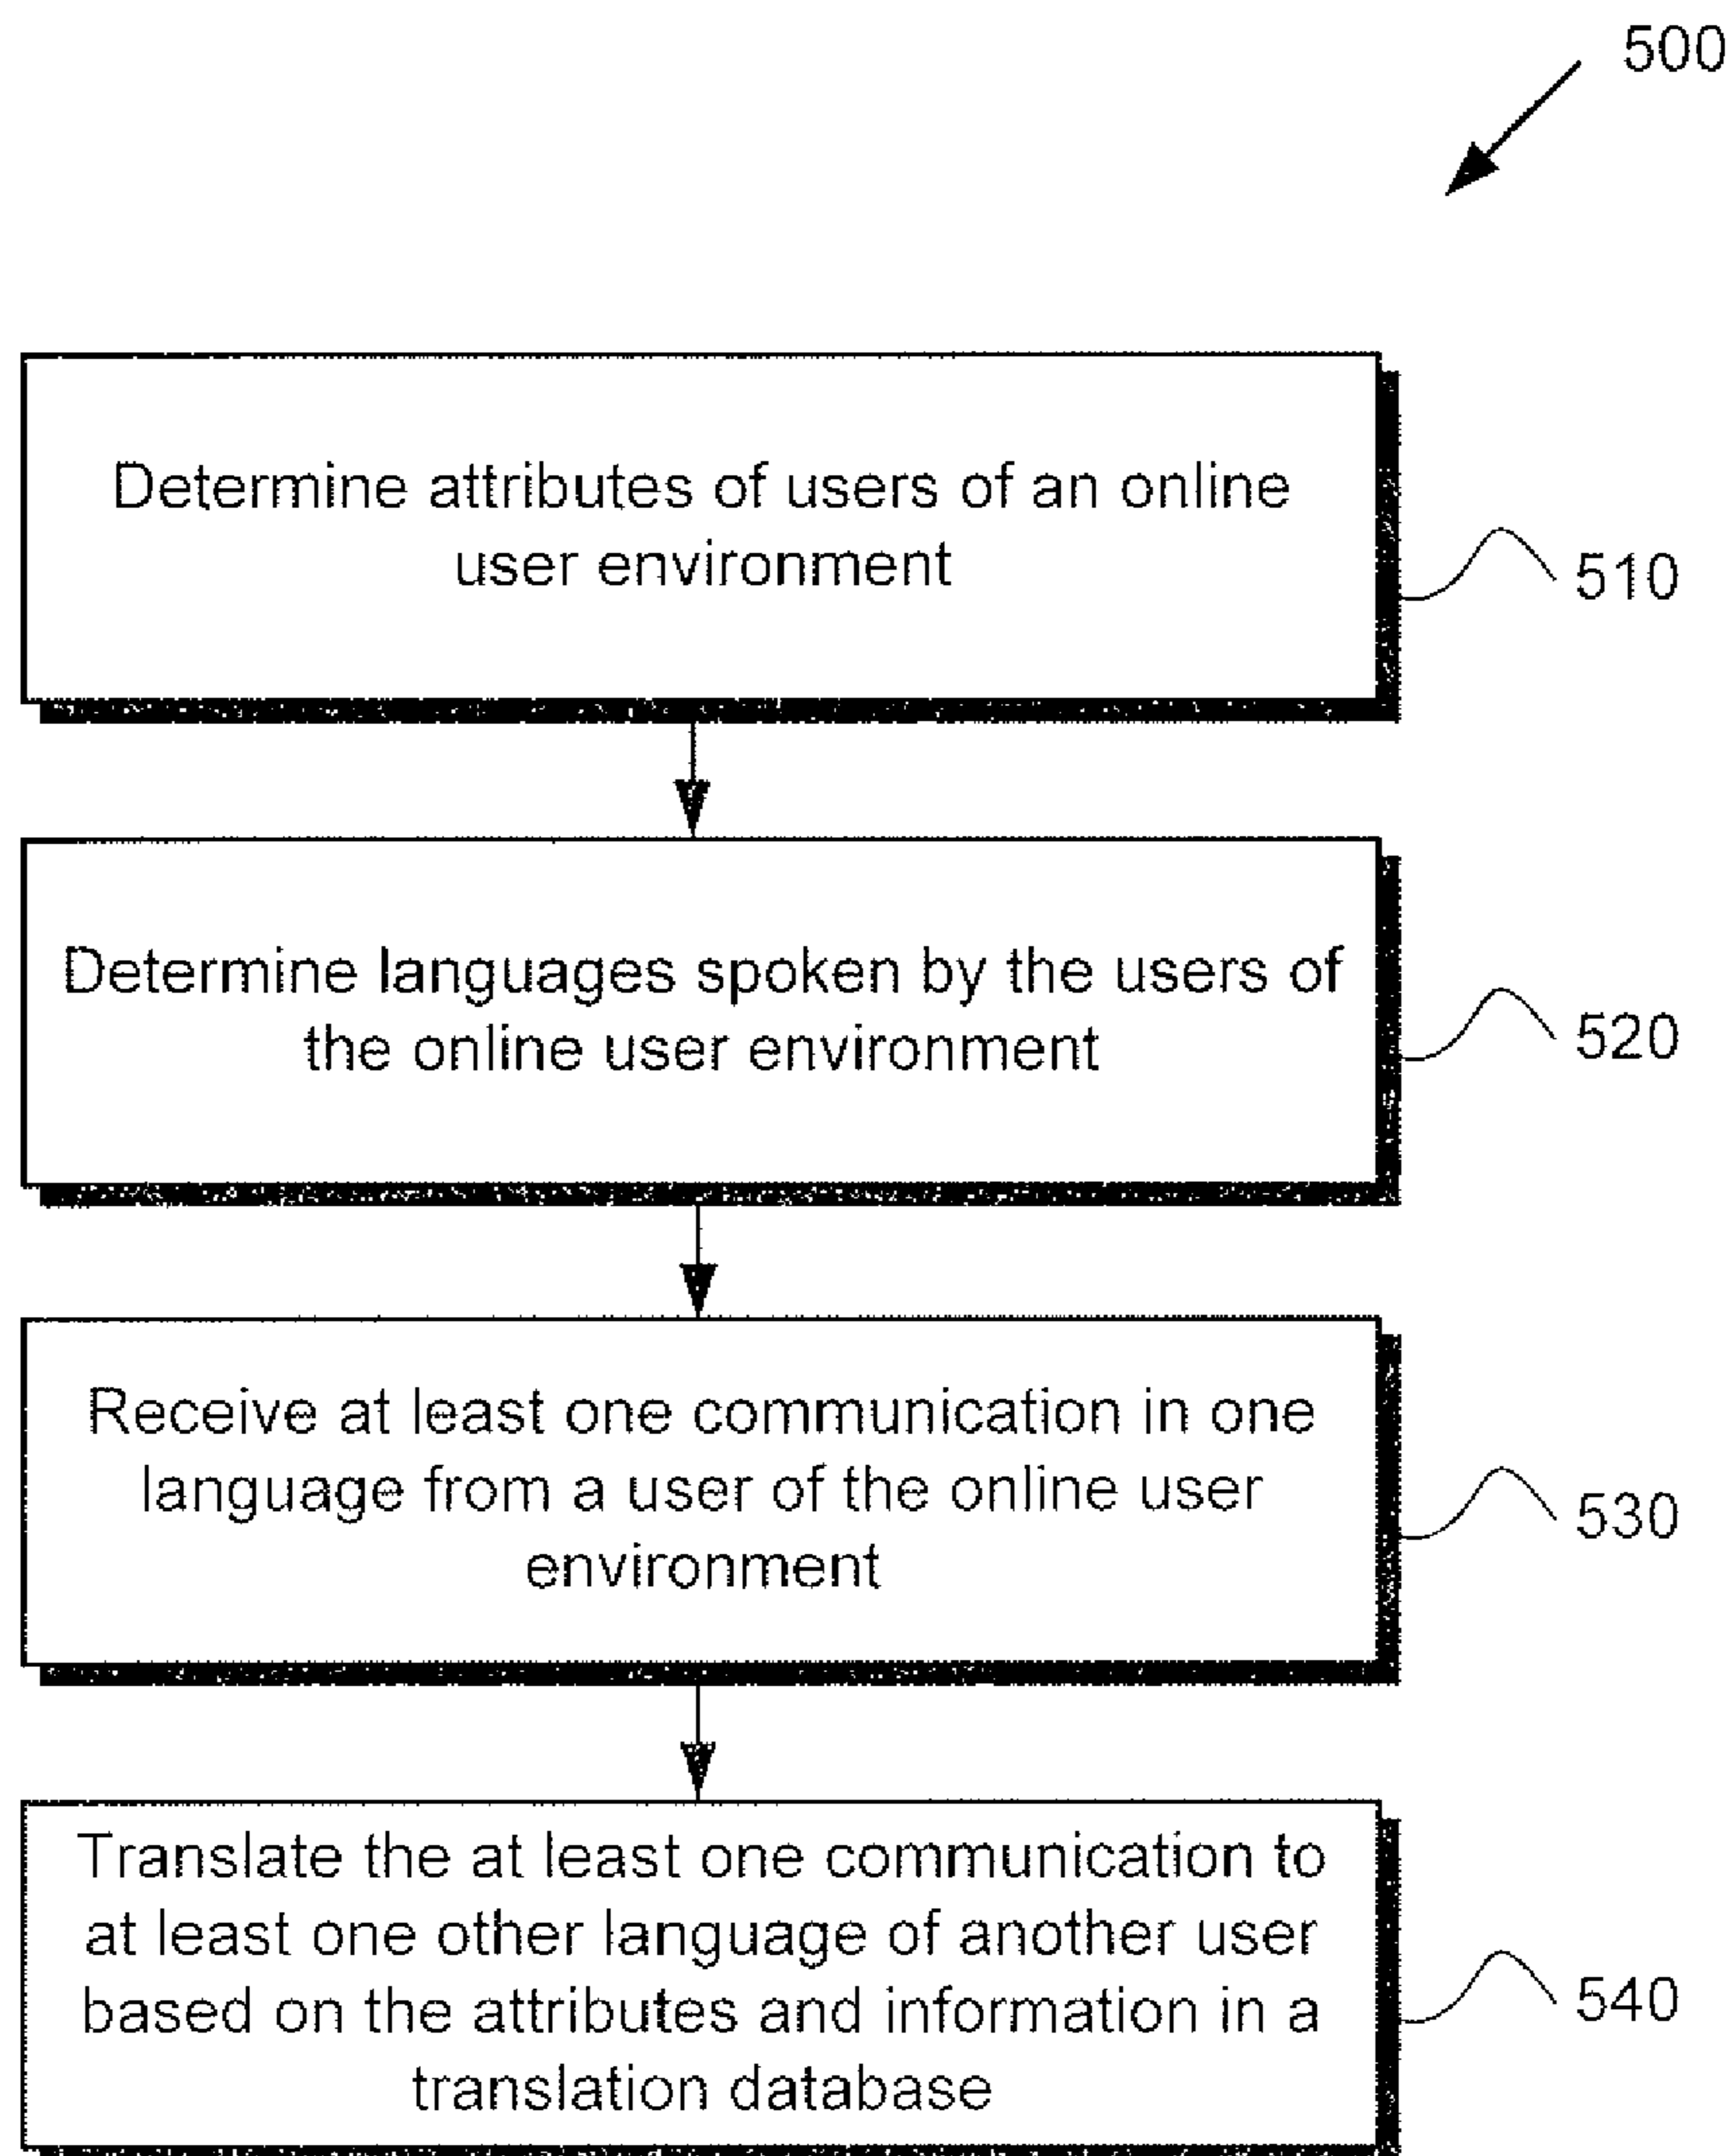 500
Determine attributes of users of an online
user environment
510
Determine languages spoken by the users of
the online user environment
520
Receive at least one communication in one
language from a user of the online user
environment
530
Translate the at least one communication to
at least one other language of another user
based on the attributes and information in a
translation database
540